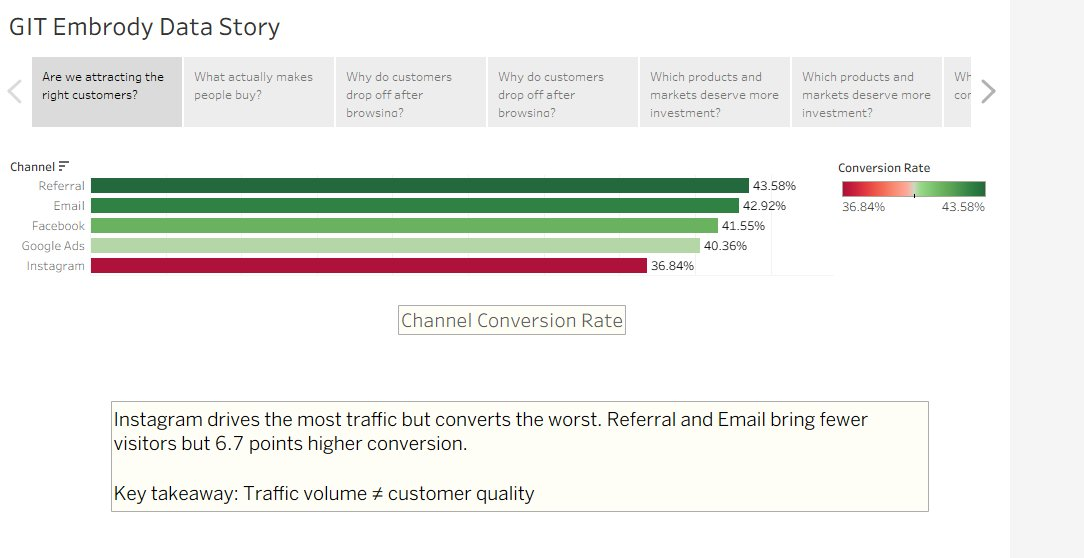 GIT Embrody Data Story
Are we attracting the
right customers?
What actually makes
people buy?
Why do customers
drop off after
browsing?
Why do customers
drop off after
browsing?
Which products and
markets deserve more
investment?
Which products and
markets deserve more
investment?
Wh
cor
Channel
Referral 43.58%
Email 42.92%
Facebook 41.55%
Google Ads 40.36%
Instagram 36.84%
Conversion Rate
36.84% 43.58%
Channel Conversion Rate
Instagram drives the most traffic but converts the worst. Referral and Email bring fewer
visitors but 6.7 points higher conversion.
Key takeaway: Traffic volume ≠ customer quality